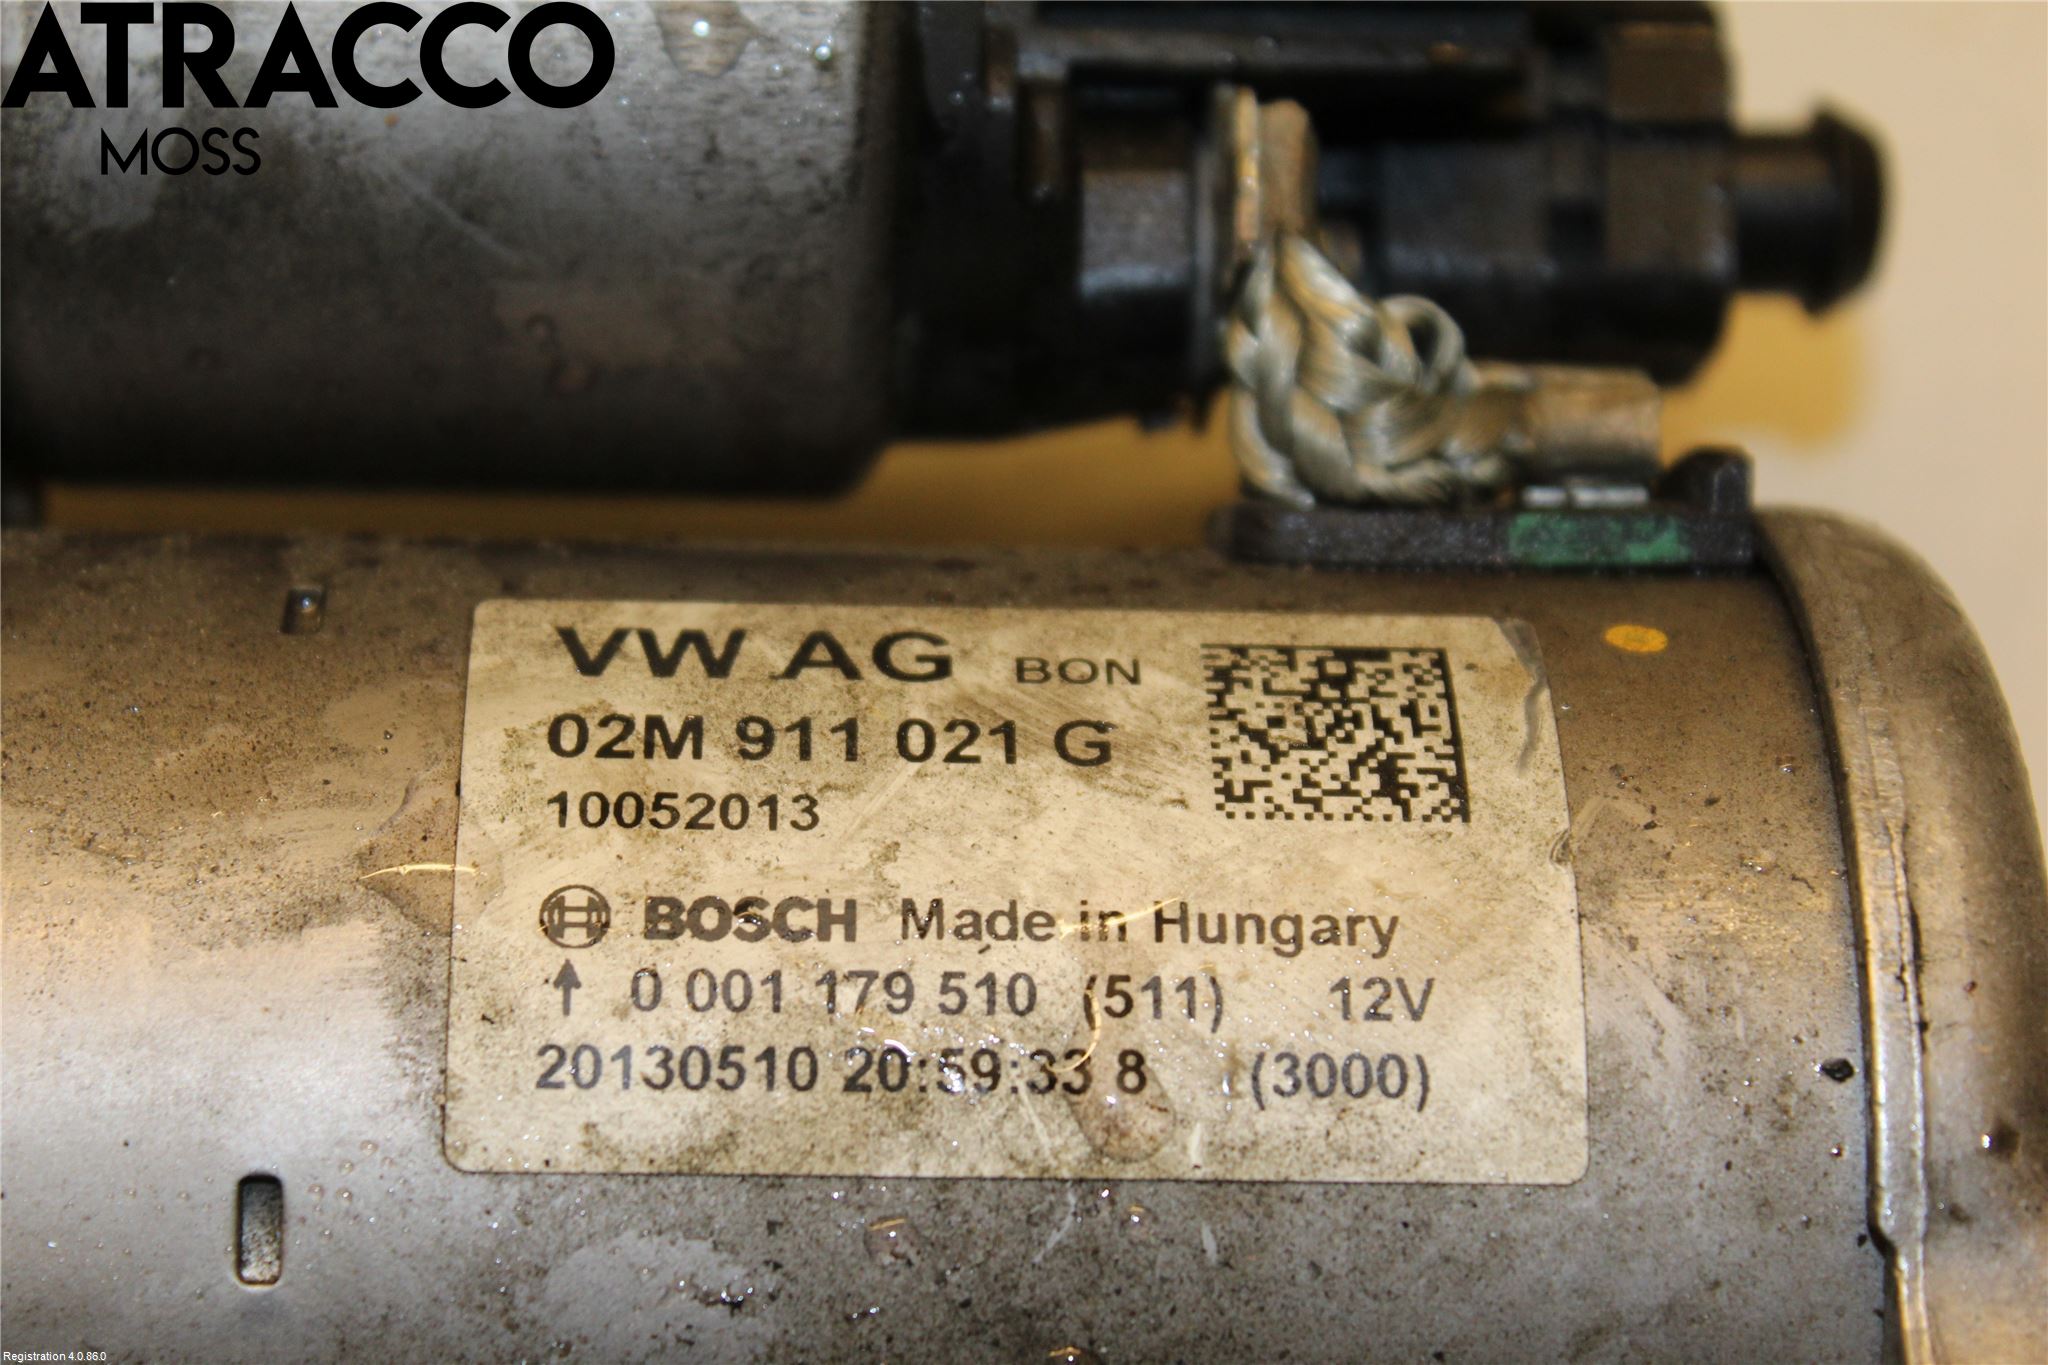 ATRACCO
MOSS
VW AG BON
02M 911 021 G
10052013
BOSCH Made in Hungary
↑ 0 001 179 510 (511) 12V
20130510 20:59:33 8 (3000)
Registration 4.0.86.0